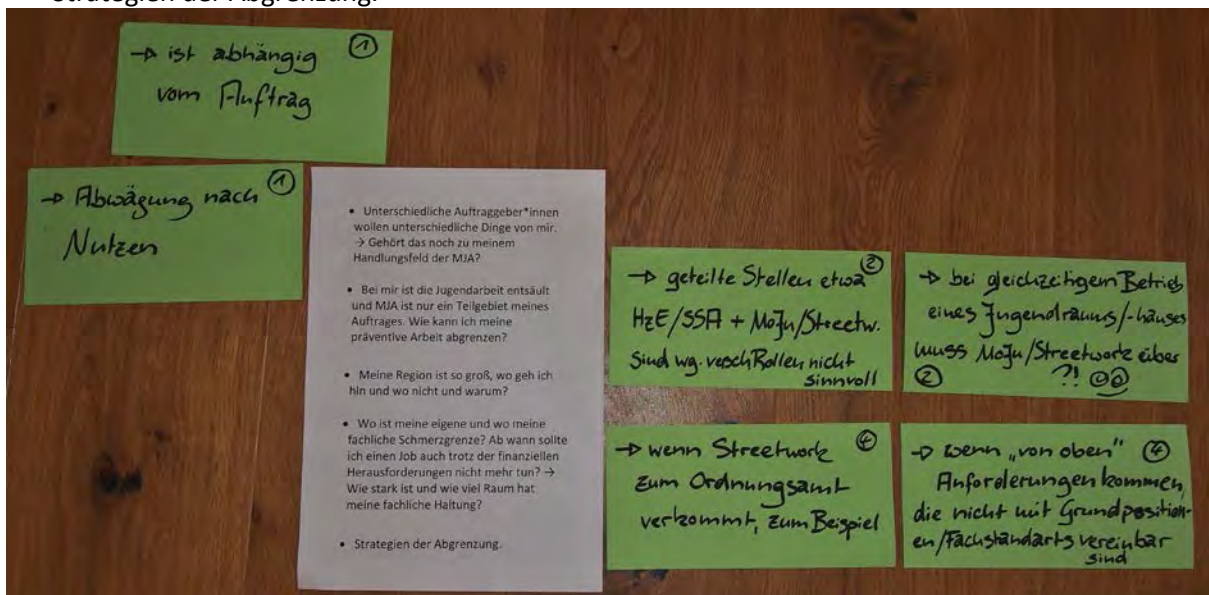 → ist abhängig ①
vom Auftrag
→ Abwägung nach ①
Nutzen
• Unterschiedliche Auftraggeber*innen
wollen unterschiedliche Dinge von mir.
→ Gehört das noch zu meinem
Handlungsfeld der MJA?
• Bei mir ist die Jugendarbeit entsäult
und MJA ist nur ein Teilgebiet meines
Auftrages. Wie kann ich meine
präventive Arbeit abgrenzen?
• Meine Region ist so groß, wo geh ich
hin und wo nicht und warum?
• Wo ist meine eigene und wo meine
fachliche Schmerzgrenze? Ab wann sollte
ich einen Job auch trotz der finanziellen
Herausforderungen nicht mehr tun? →
Wie stark ist und wie viel Raum hat
meine fachliche Haltung?
• Strategien der Abgrenzung.
→ geteilte Stellen etwa ②
HzE/SSA + MoJu/Streetw.
sind wg. versch Rollen nicht
sinnvoll
→ bei gleichzeitigem Betrieb
eines Jugendraums/-hauses
muss MoJu/Streetwork über
② ?!
→ wenn Streetwork ④
zum Ordnungsamt
verkommt, zum Beispiel
→ wenn „von oben" ④
Anforderungen kommen,
die nicht mit Grundposition-
en/Fachstandarts vereinbar
sind